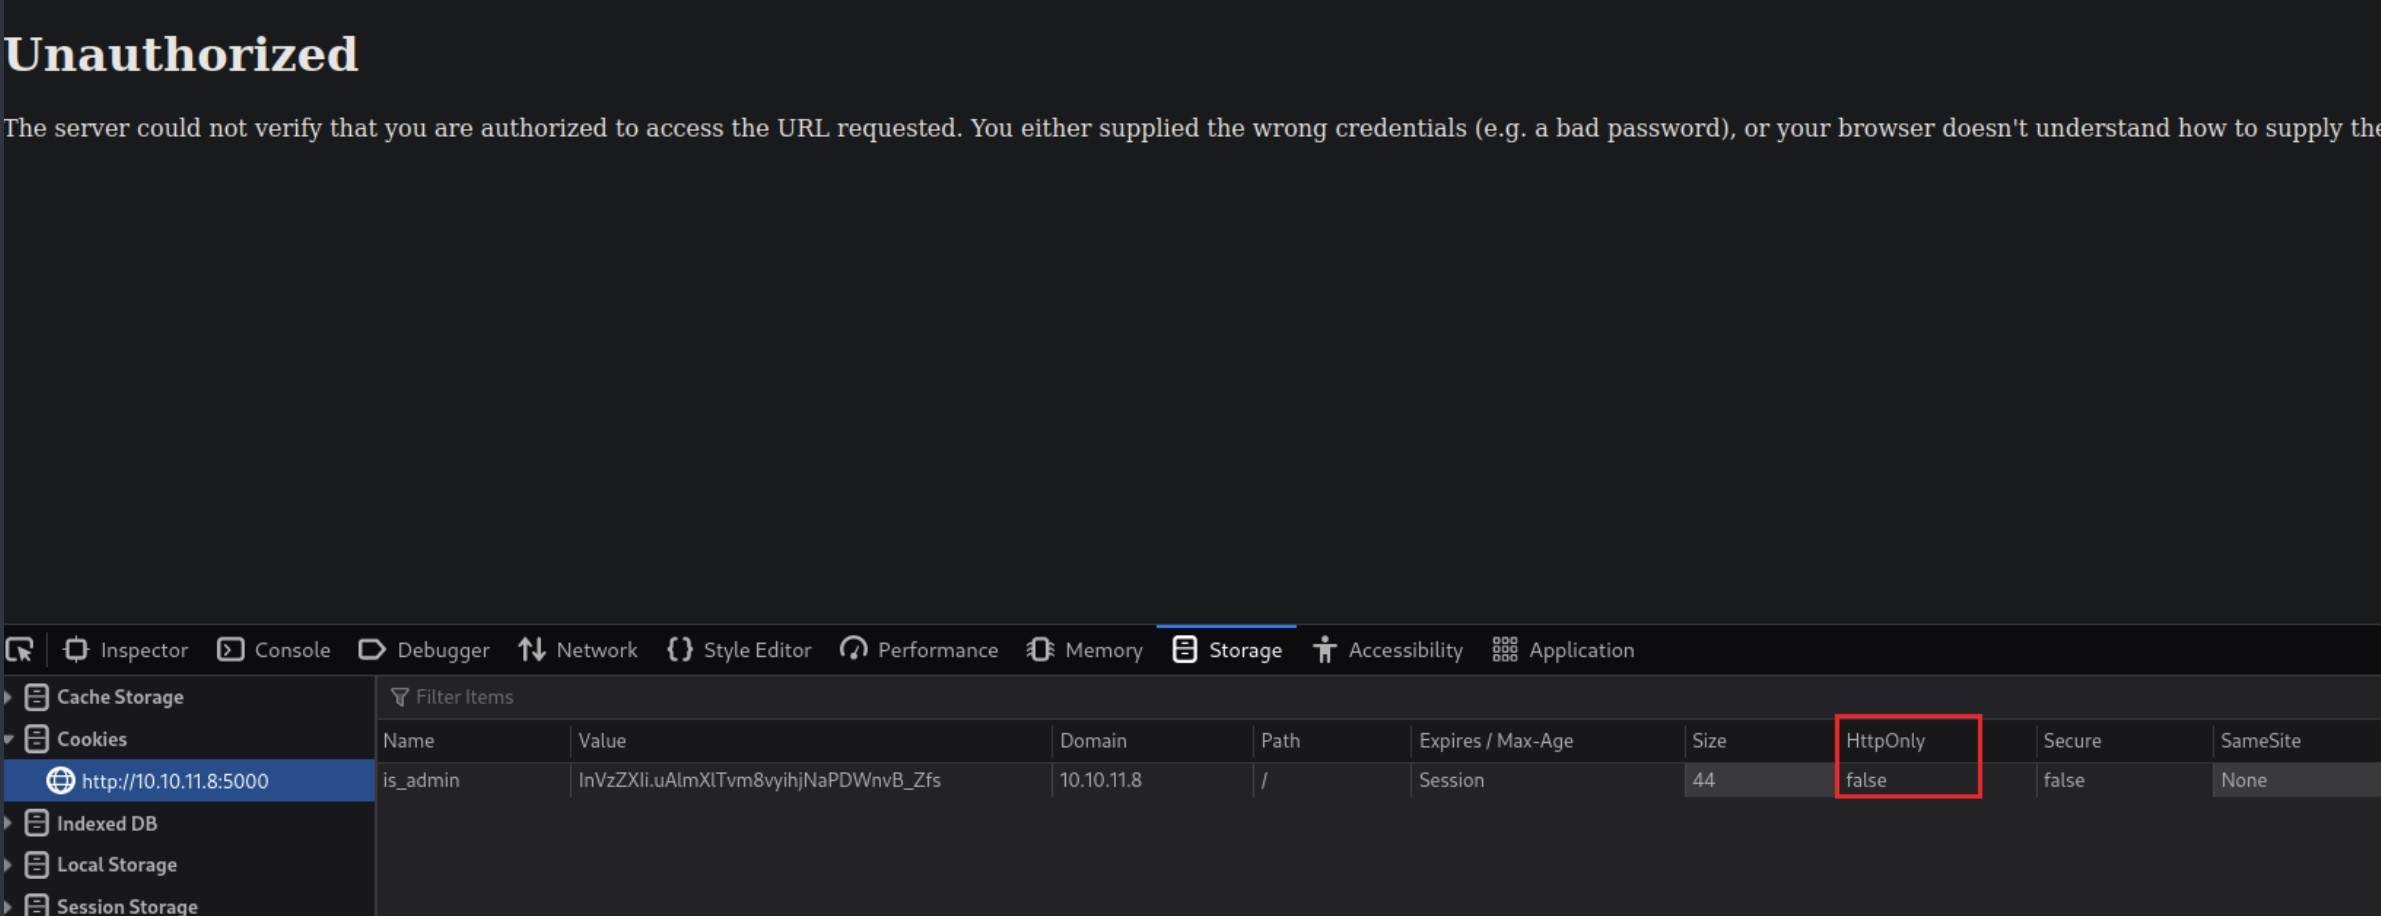 Unauthorized
The server could not verify that you are authorized to access the URL requested. You either supplied the wrong credentials (e.g. a bad password), or your browser doesn't understand how to supply the
Inspector Console Debugger Network Style Editor Performance Memory Storage Accessibility Application
Cache Storage
Filter Items
Cookies
Name Value Domain Path Expires / Max-Age Size HttpOnly Secure SameSite
http://10.10.11.8:5000
is_admin InVzZXIi.uAlmXlTvm8vyihjNaPDWnvB_Zfs 10.10.11.8 / Session 44 false false None
Indexed DB
Local Storage
Session Storage